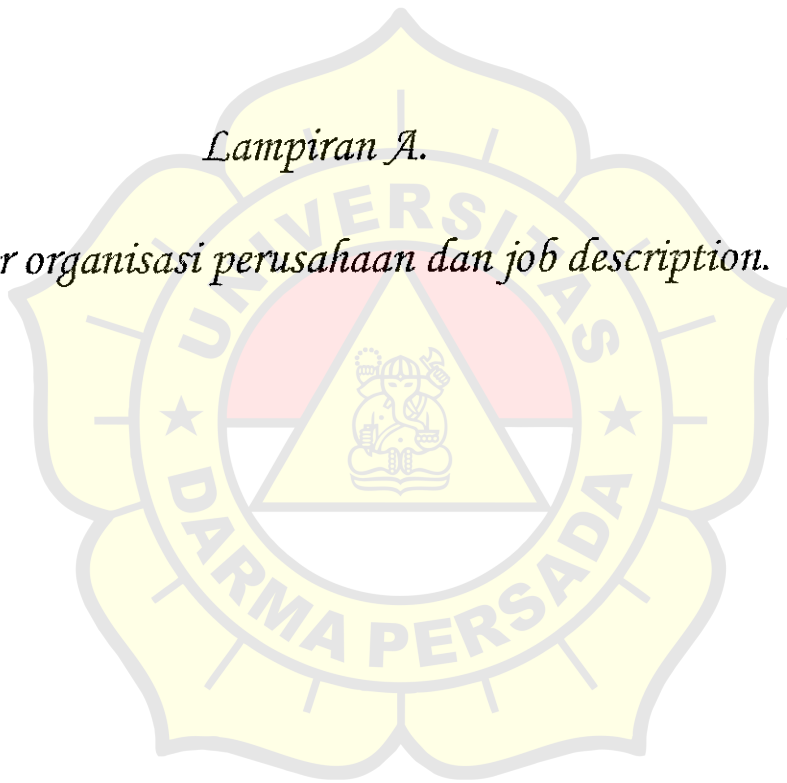 Lampiran A.
r organisasi perusahaan dan job description.
UNIVERSITAS
DARMA PERSADA